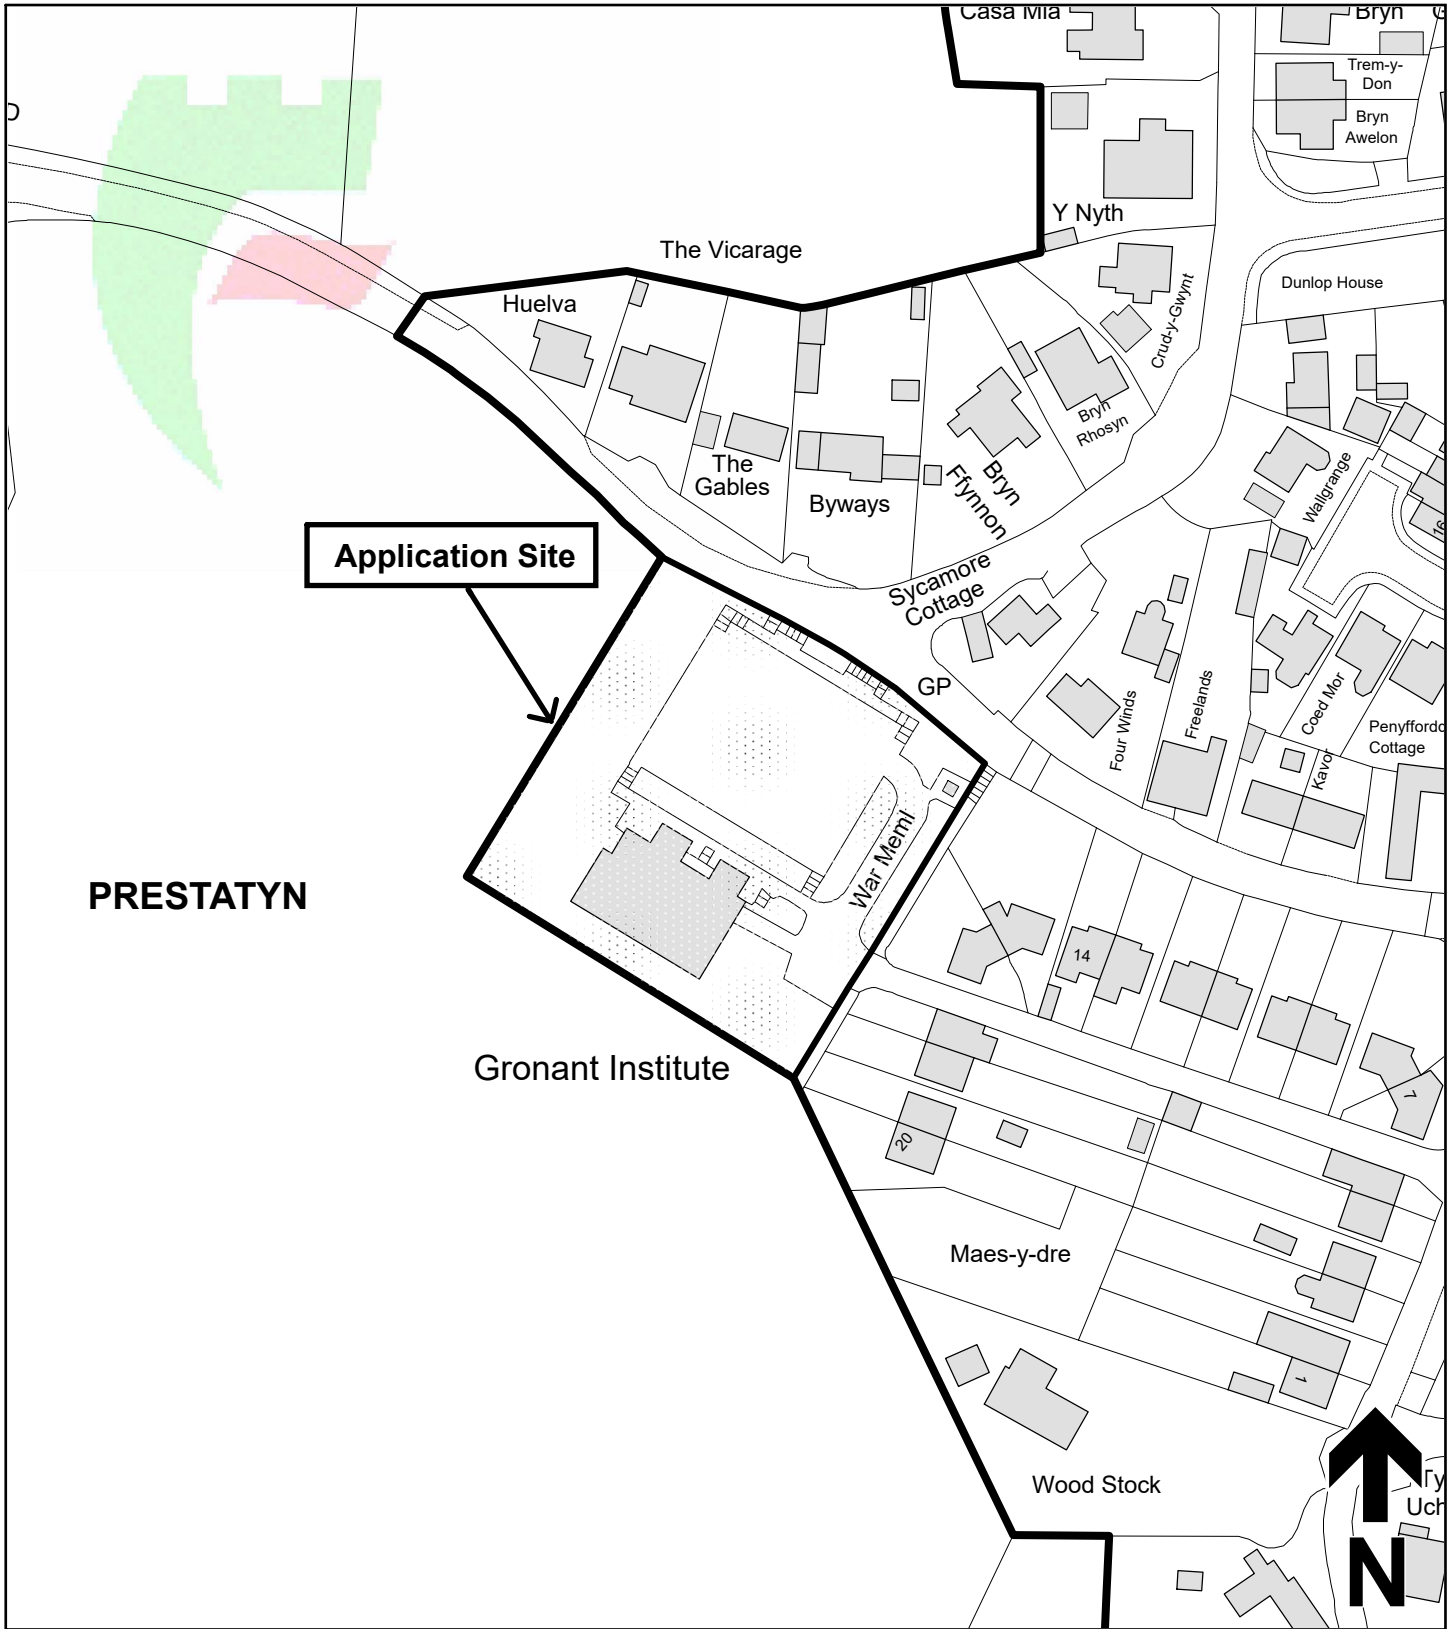 Casa Mia
Bryn
Trem-y-
Don
Bryn
Awelon
Y Nyth
The Vicarage
Dunlop House
Huelva
Crud-y-Gwynt
Bryn
Rhosyn
The
Gables
Byways
Bryn
Ffynnon
Wallgrange
16
Application Site
Sycamore
Cottage
GP
Four Winds
Freelands
Coed Mor
Kavor
Penyffordd
Cottage
War Meml
PRESTATYN
14
Gronant Institute
7
20
Maes-y-dre
1
Wood Stock
Ty
Uch
N